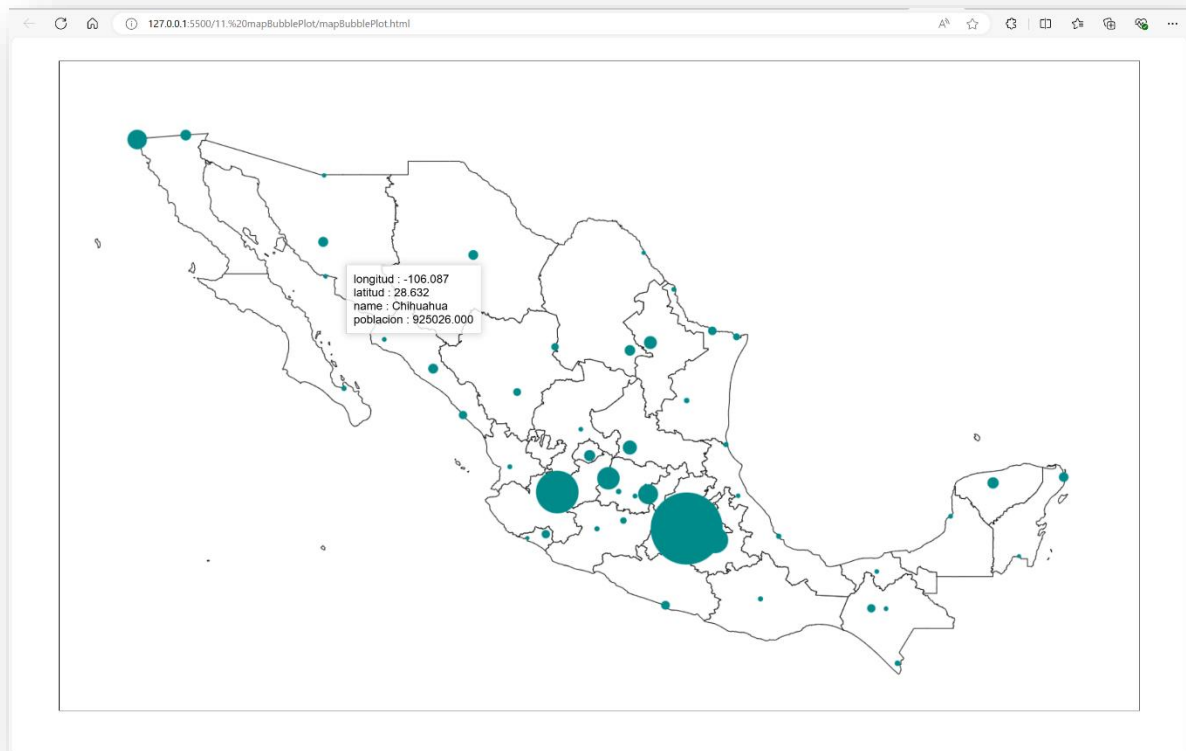 127.0.0.1:5500/11.%20mapBubblePlot/mapBubblePlot.html
longitud : -106.087
latitud : 28.632
name : Chihuahua
poblacion : 925026.000